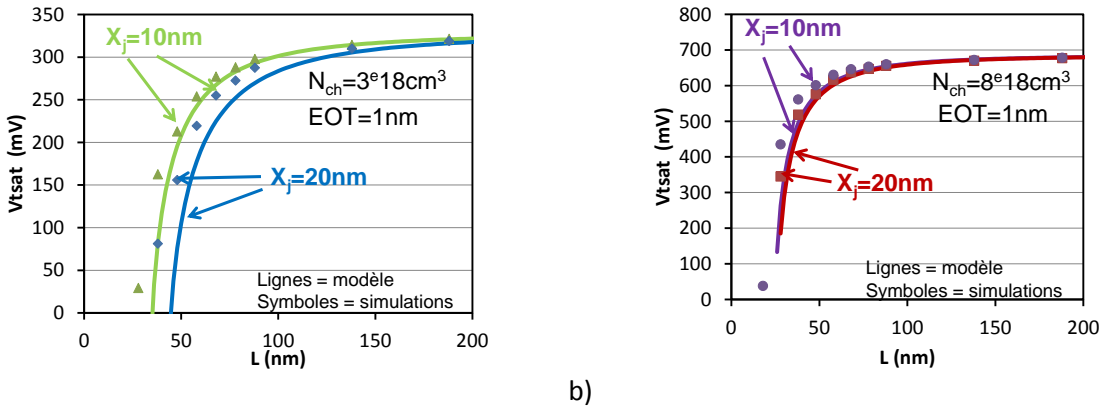 350
300
250
200
150
100
50
0
Vtsat (mV)
Xj=10nm
Nch=3e18cm3
EOT=1nm
Xj=20nm
Lignes = modèle
Symboles = simulations
0 50 100 150 200
L (nm)
800
700
600
500
400
300
200
100
0
Vtsat (mV)
Xj=10nm
Nch=8e18cm3
EOT=1nm
Xj=20nm
Lignes = modèle
Symboles = simulations
0 50 100 150 200
L (nm)
b)